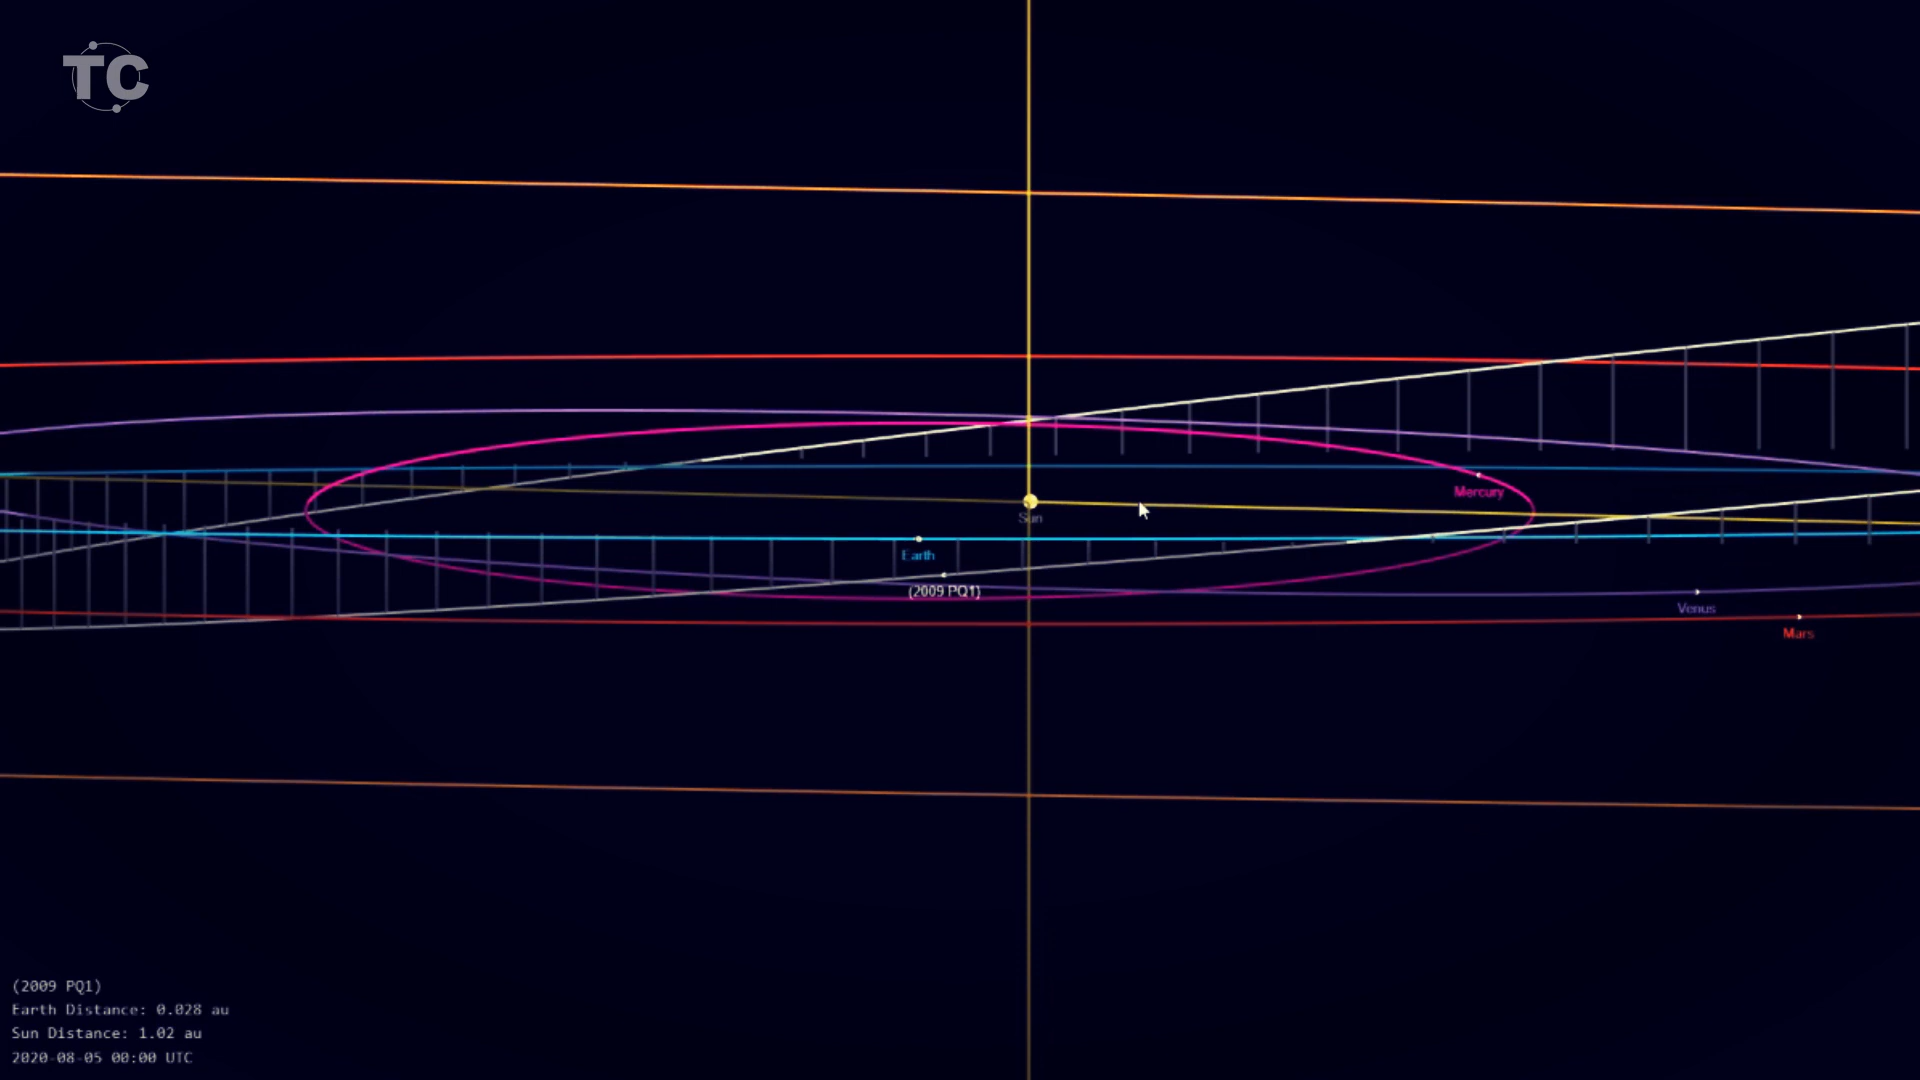 TC
Mercury
Sun
Earth
(2009 PQ1)
Venus
Mars
(2009 PQ1)
Earth Distance: 0.028 au
Sun Distance: 1.02 au
2020-08-05 00:00 UTC